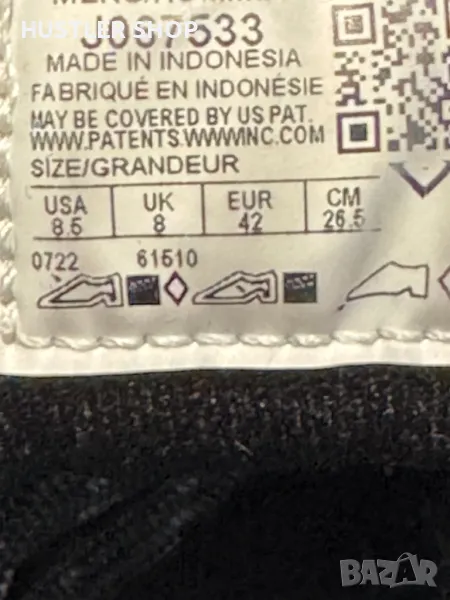 HUSTLER SHOP
MADE IN INDONESIA
FABRIQUÉ EN INDONÉSIE
MAY BE COVERED BY US PAT.
WWW.PATENTS.WWWINC.COM
SIZE/GRANDEUR
USA UK EUR CM
8.5 8 42 26.5
0722 61510
BAZAR